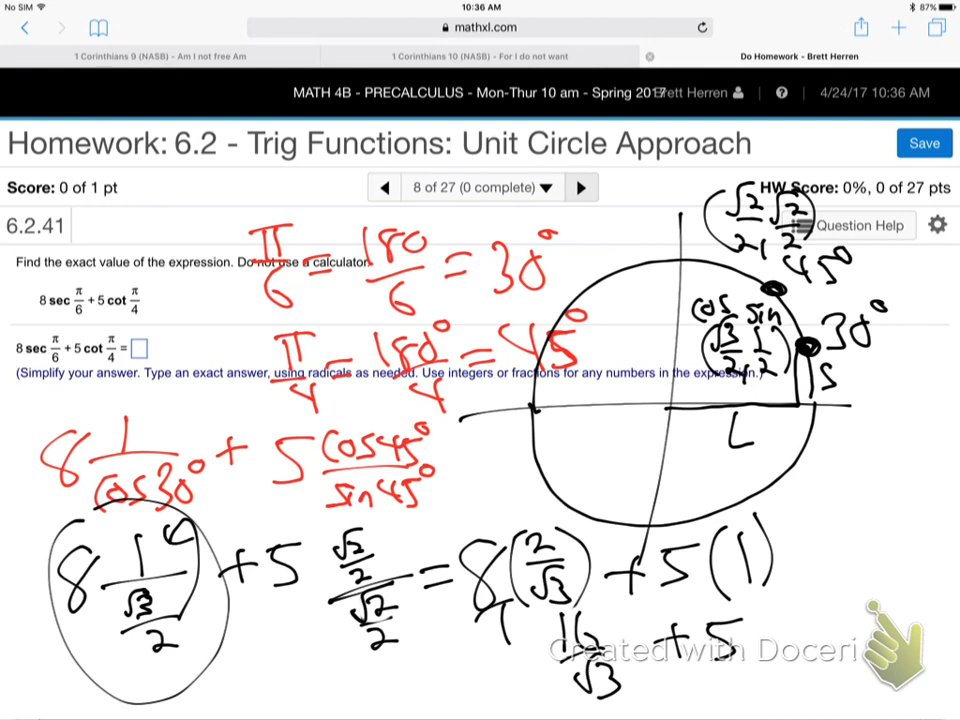 No SIM 10:36 AM 87%
mathxl.com
1 Corinthians 9 (NASB) - Am I not free Am 1 Corinthians 10 (NASB) - For I do not want Do Homework - Brett Herren
MATH 4B - PRECALCULUS - Mon-Thur 10 am - Spring 2017 Brett Herren ? 4/24/17 10:36 AM
Homework: 6.2 - Trig Functions: Unit Circle Approach Save
Score: 0 of 1 pt 8 of 27 (0 complete) HW Score: 0%, 0 of 27 pts
6.2.41 Question Help
(√2/2, √2/2)
45°
π/6 = 180/6 = 30°
Find the exact value of the expression. Do not use a calculator.
8 sec π/6 + 5 cot π/4
cos sin
(√3/2, 1/2) 30°
π/4 = 180°/4 = 45°
8 sec π/6 + 5 cot π/4 =
(Simplify your answer. Type an exact answer, using radicals as needed. Use integers or fractions for any numbers in the expression.)
S
L
8 1/cos30° + 5 cos45°/sin45°
8 1/(√3/2) + 5 (√2/2)/(√2/2) = 8/1 (2/√3) + 5(1)
16/√3 + 5
Created with Doceri